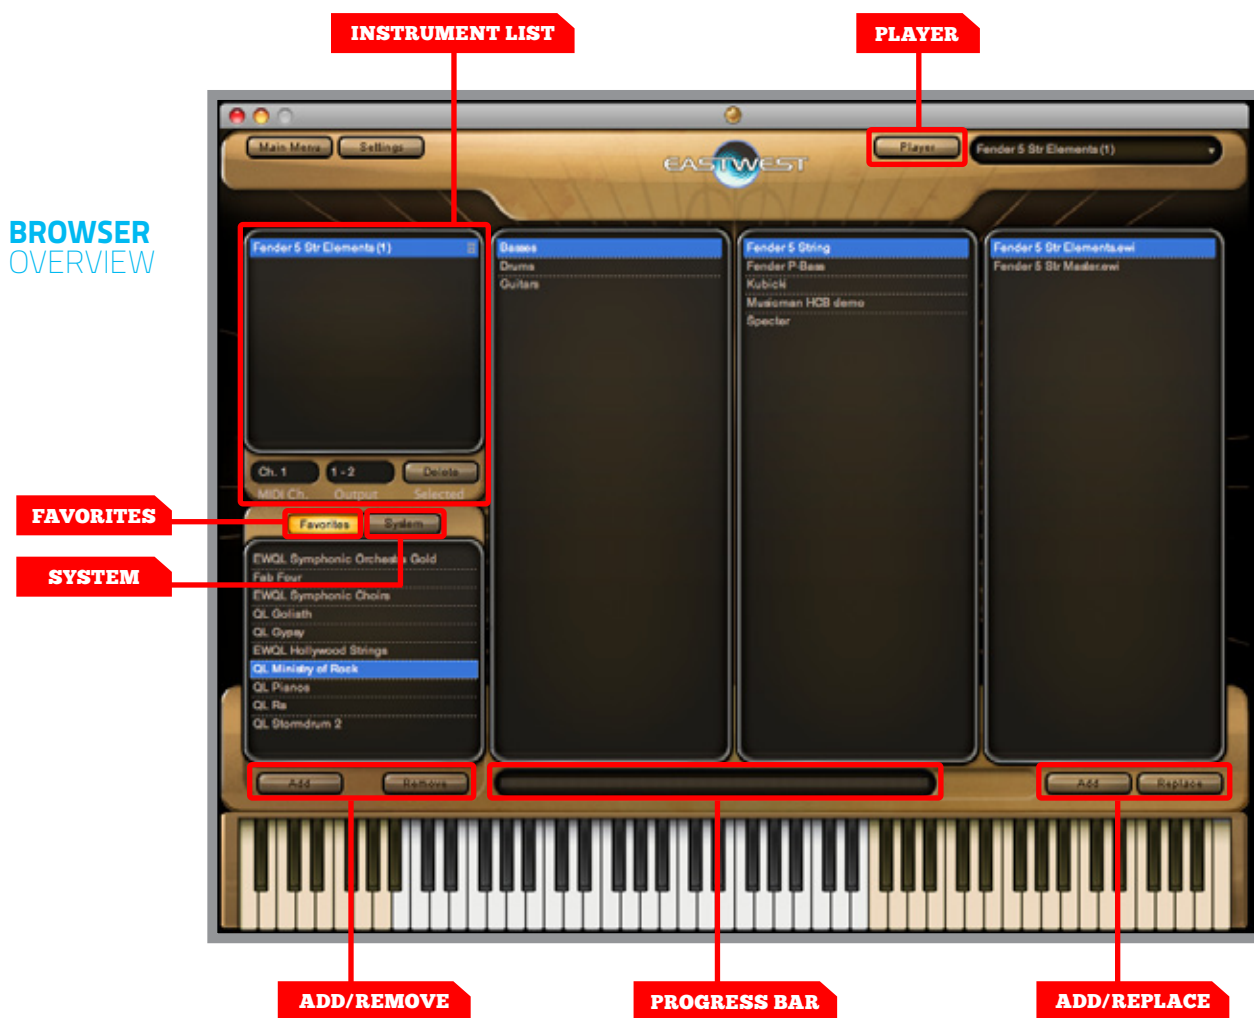 INSTRUMENT LIST
PLAYER
Main Menu
Settings
EASTWEST
Player
Fender 5 Str Elements (1)
BROWSER
OVERVIEW
Fender 5 Str Elements (1)
Basses
Drums
Guitars
Fender 5 String
Fender P-Bass
Kubicki
Musicman HCB demo
Specter
Fender 5 Str Elements.ewi
Fender 5 Str Master.ewi
Ch. 1
1 - 2
Delete
MIDI Ch.
Output
Selected
FAVORITES
Favorites
System
SYSTEM
EWQL Symphonic Orchestra Gold
Fab Four
EWQL Symphonic Choirs
QL Goliath
QL Gypsy
EWQL Hollywood Strings
QL Ministry of Rock
QL Pianos
QL Ra
QL Stormdrum 2
Add
Remove
Add
Replace
ADD/REMOVE
PROGRESS BAR
ADD/REPLACE